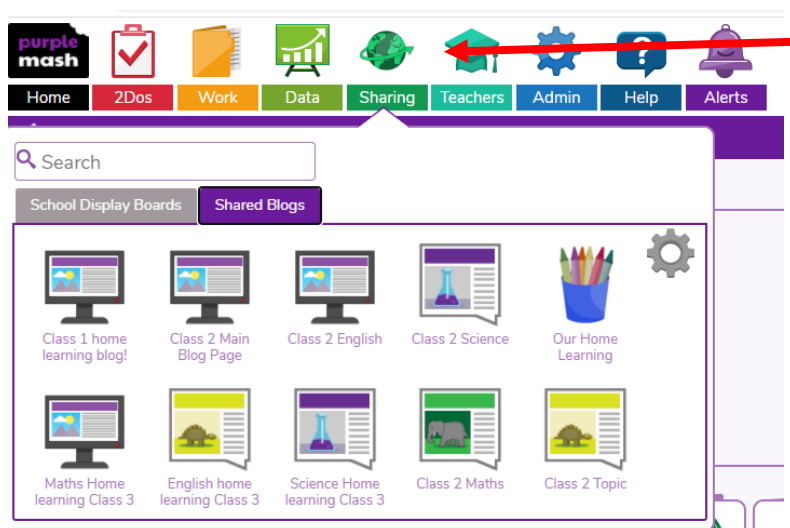 purple
mash
Home 2Dos Work Data Sharing Teachers Admin Help Alerts
Search
School Display Boards Shared Blogs
Class 1 home
learning blog!
Class 2 Main
Blog Page
Class 2 English
Class 2 Science
Our Home
Learning
Maths Home
learning Class 3
English home
learning Class 3
Science Home
learning Class 3
Class 2 Maths
Class 2 Topic